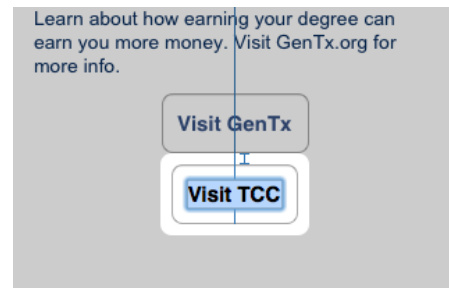 Learn about how earning your degree can
earn you more money. Visit GenTx.org for
more info.
Visit GenTx
Visit TCC